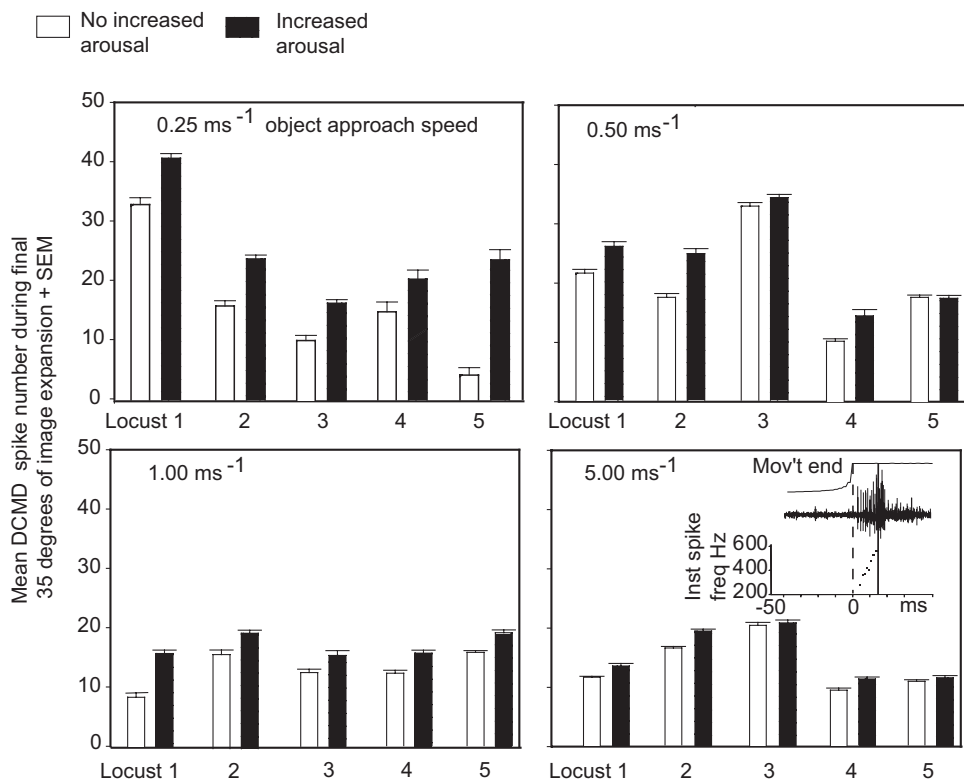 No increased
arousal
Increased
arousal
Mean DCMD spike number during final
35 degrees of image expansion + SEM
50
40
30
20
10
0
0.25 ms⁻¹ object approach speed
Locust 1 2 3 4 5
0.50 ms⁻¹
Locust 1 2 3 4 5
50
40
30
20
10
0
1.00 ms⁻¹
Locust 1 2 3 4 5
5.00 ms⁻¹
Mov't end
Inst spike
freq Hz
600
400
200
-50 0 ms
Locust 1 2 3 4 5